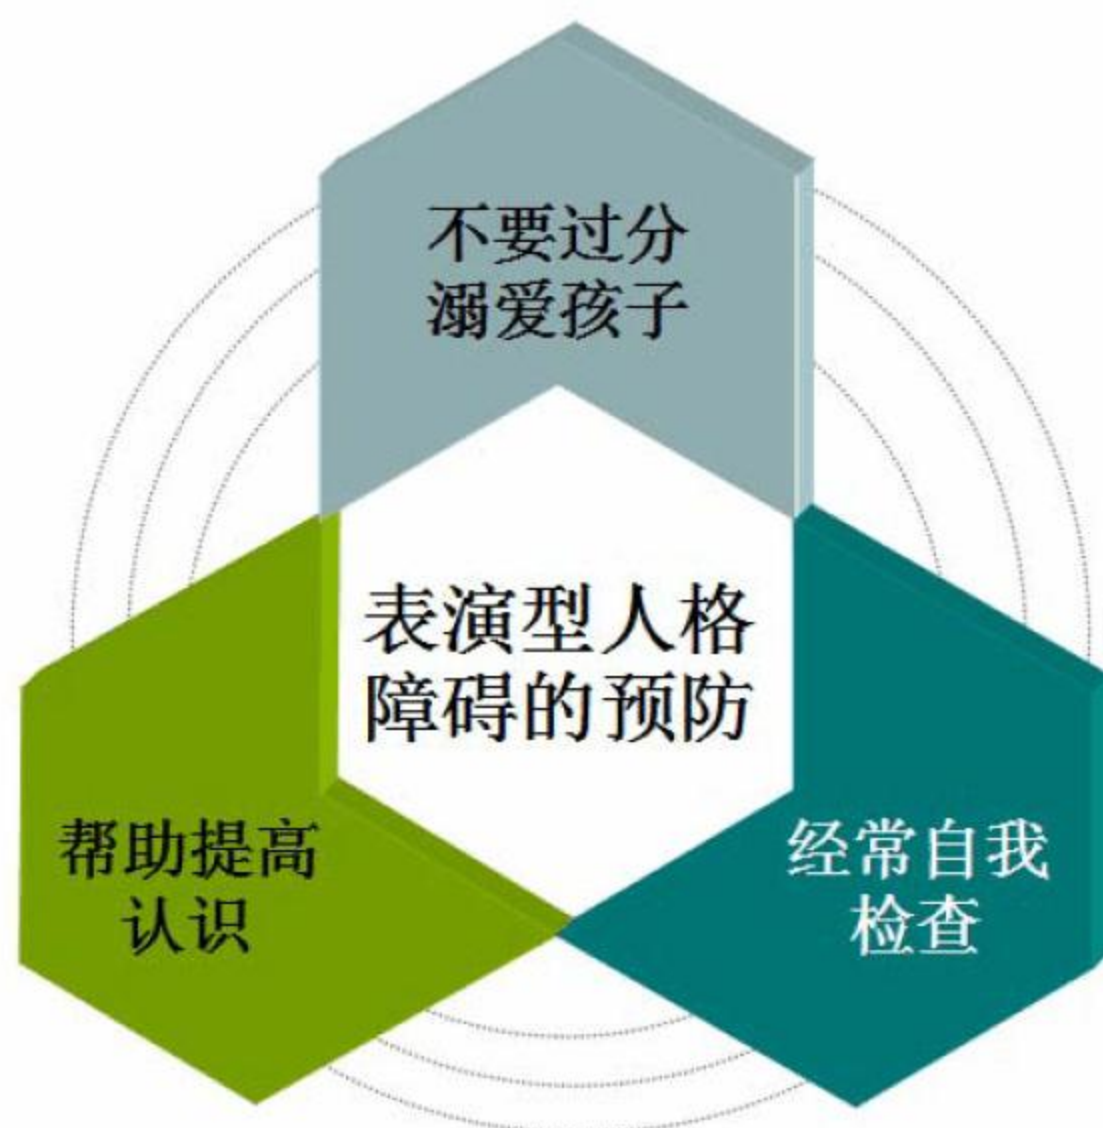 不要过分
溺爱孩子
表演型人格
障碍的预防
帮助提高
认识
经常自我
检查